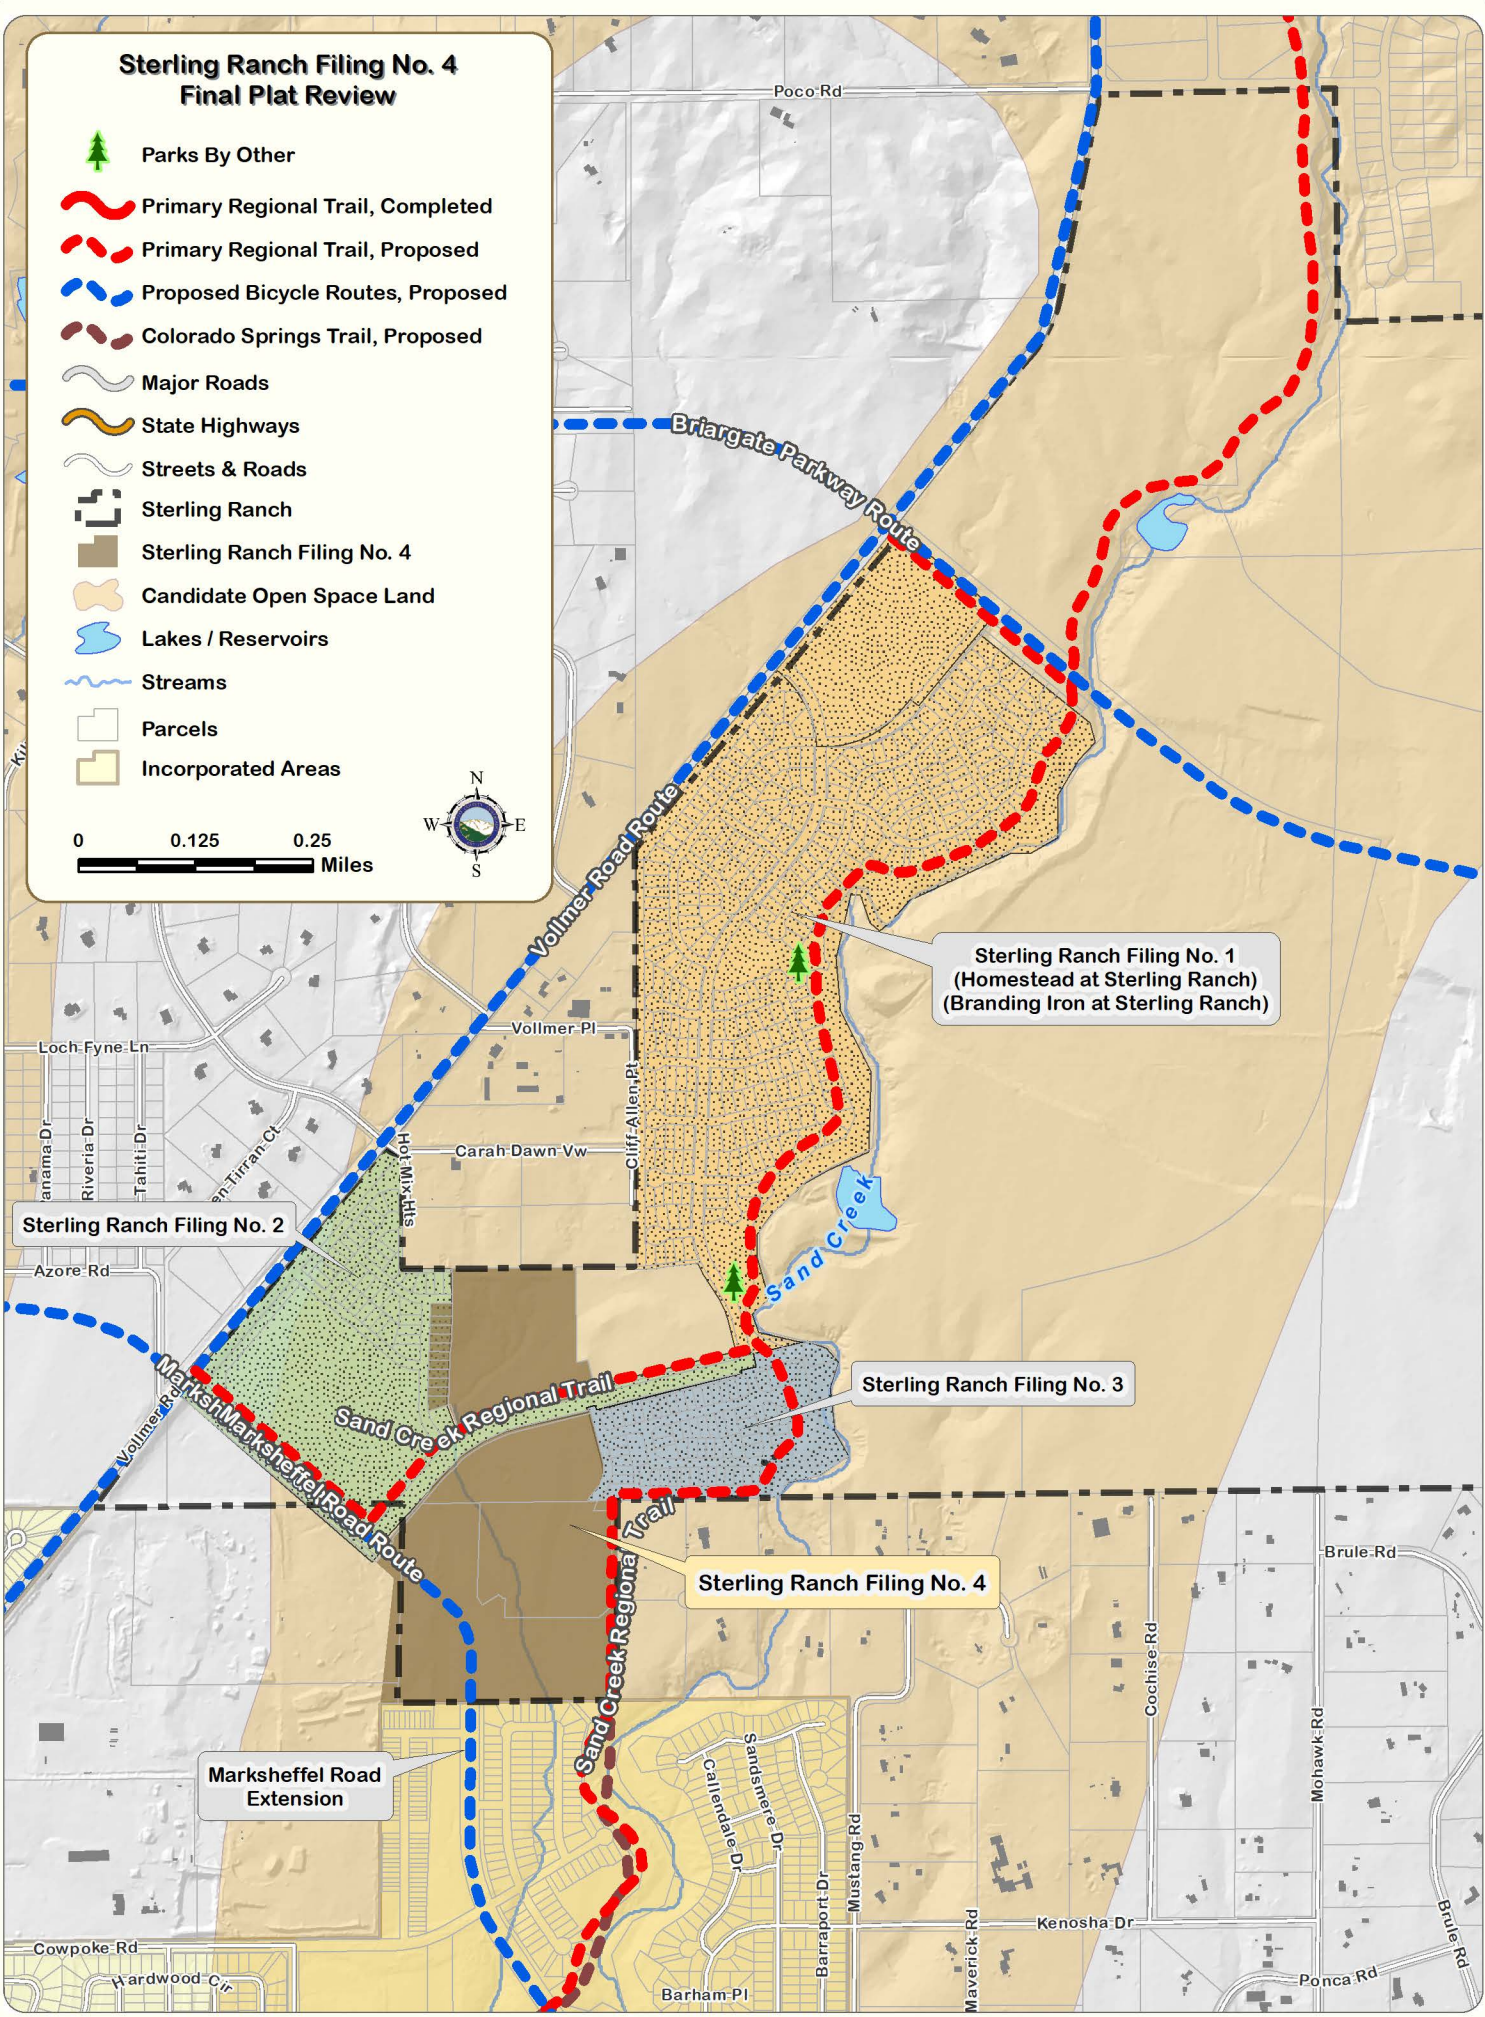 Sterling Ranch Filing No. 4
Final Plat Review
Parks By Other
Primary Regional Trail, Completed
Primary Regional Trail, Proposed
Proposed Bicycle Routes, Proposed
Colorado Springs Trail, Proposed
Major Roads
State Highways
Streets & Roads
Sterling Ranch
Sterling Ranch Filing No. 4
Candidate Open Space Land
Lakes / Reservoirs
Streams
Parcels
Incorporated Areas
N
W
E
S
0 0.125 0.25
Miles
Poco Rd
Briargate Parkway Route
Vollmer Road Route
Sterling Ranch Filing No. 1
(Homestead at Sterling Ranch)
(Branding Iron at Sterling Ranch)
Vollmer Pl
Loch Fyne Ln
Cliff Allen Pt
anama Dr
Riveria Dr
Tahiti Dr
en Tirran Ct
Hot Mix Hts
Carah Dawn Vw
Sand Creek
Sterling Ranch Filing No. 2
Azore Rd
Sterling Ranch Filing No. 3
Sand Creek Regional Trail
Marksh
Marksheffel Road Route
Vollmer Rd
Sand Creek Regional Trail
Sterling Ranch Filing No. 4
Brule Rd
Cochise Rd
Mohawk Rd
Marksheffel Road
Extension
Sandsmere Dr
Callendale Dr
Barraport Dr
Mustang Rd
Maverick Rd
Kenosha Dr
Brule Rd
Cowpoke Rd
Hardwood Cir
Barham Pl
Ponca Rd